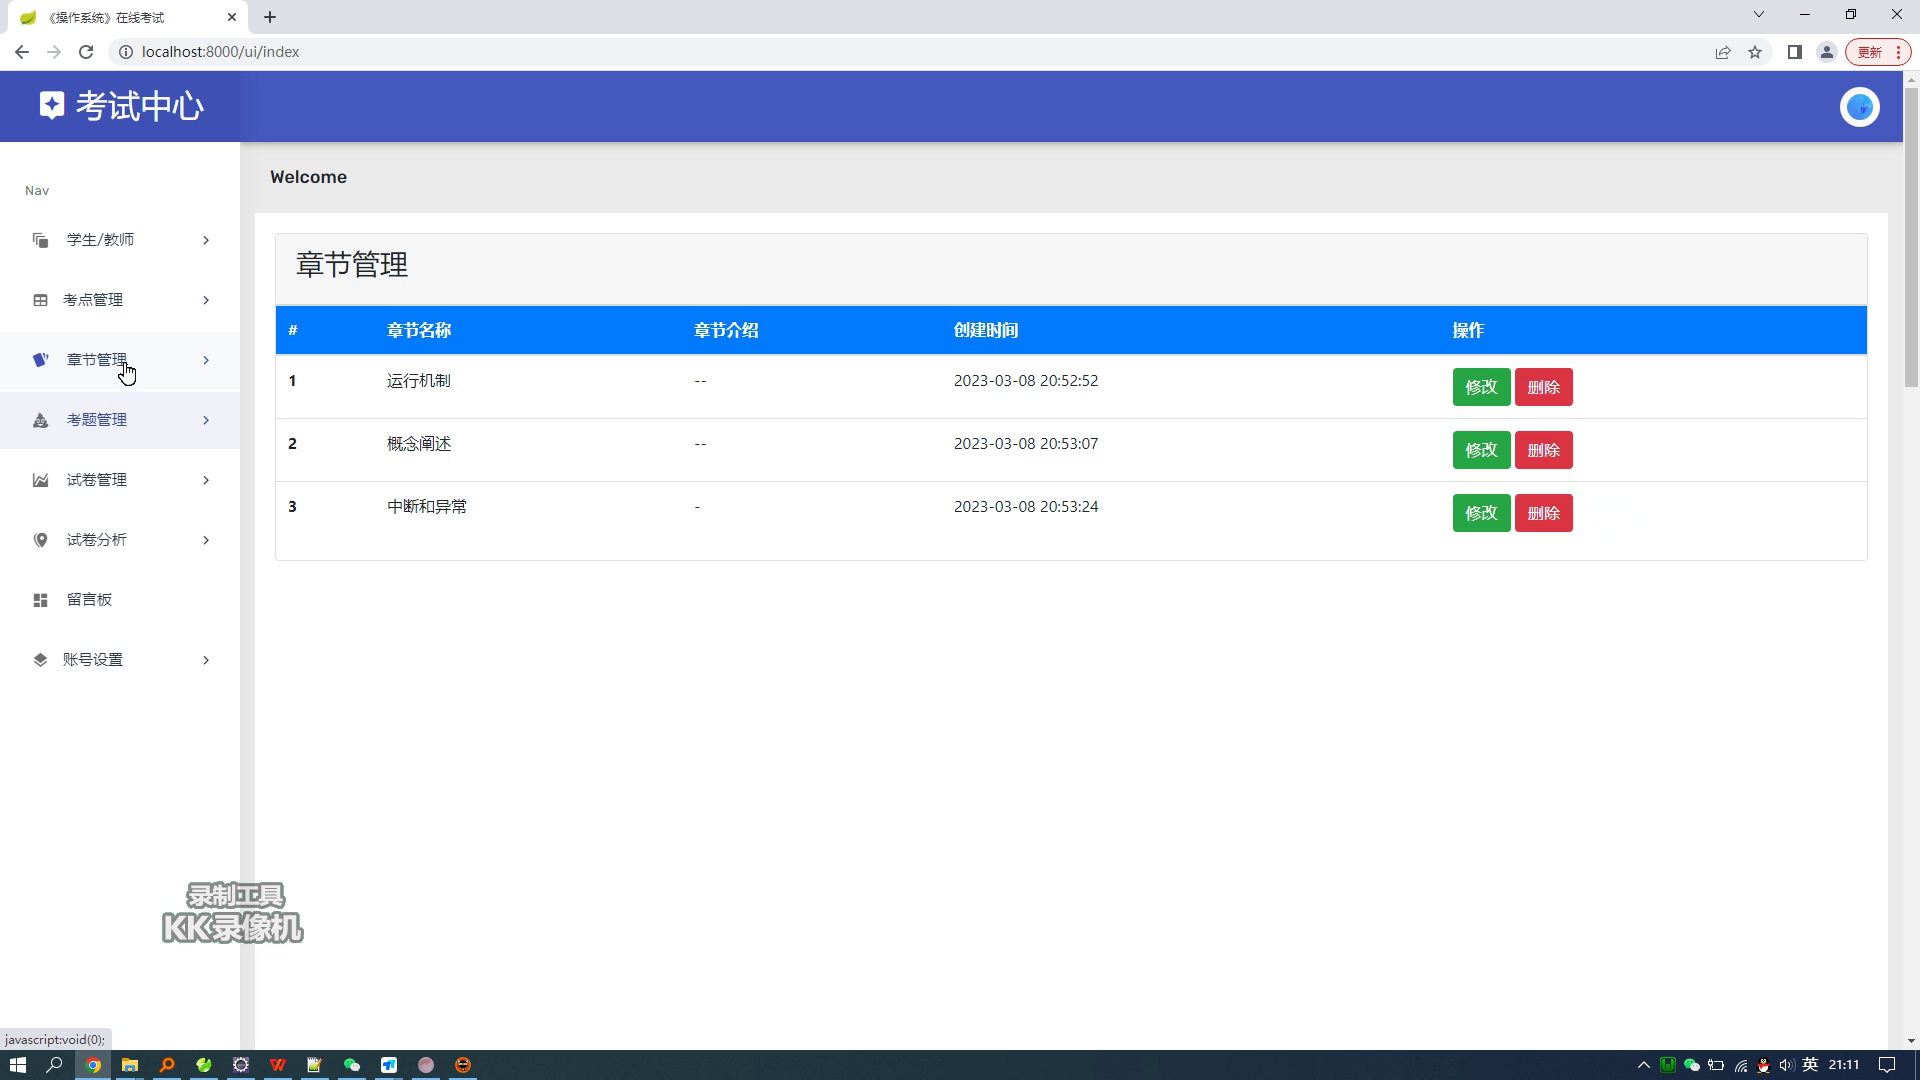 《操作系统》在线考试
localhost:8000/ui/index
更新
考试中心
Nav
学生/教师
考点管理
章节管理
考题管理
试卷管理
试卷分析
留言板
账号设置
Welcome
章节管理
# 章节名称 章节介绍 创建时间 操作
1 运行机制 -- 2023-03-08 20:52:52 修改 删除
2 概念阐述 -- 2023-03-08 20:53:07 修改 删除
3 中断和异常 - 2023-03-08 20:53:24 修改 删除
录制工具
KK录像机
javascript:void(0);
英 21:11